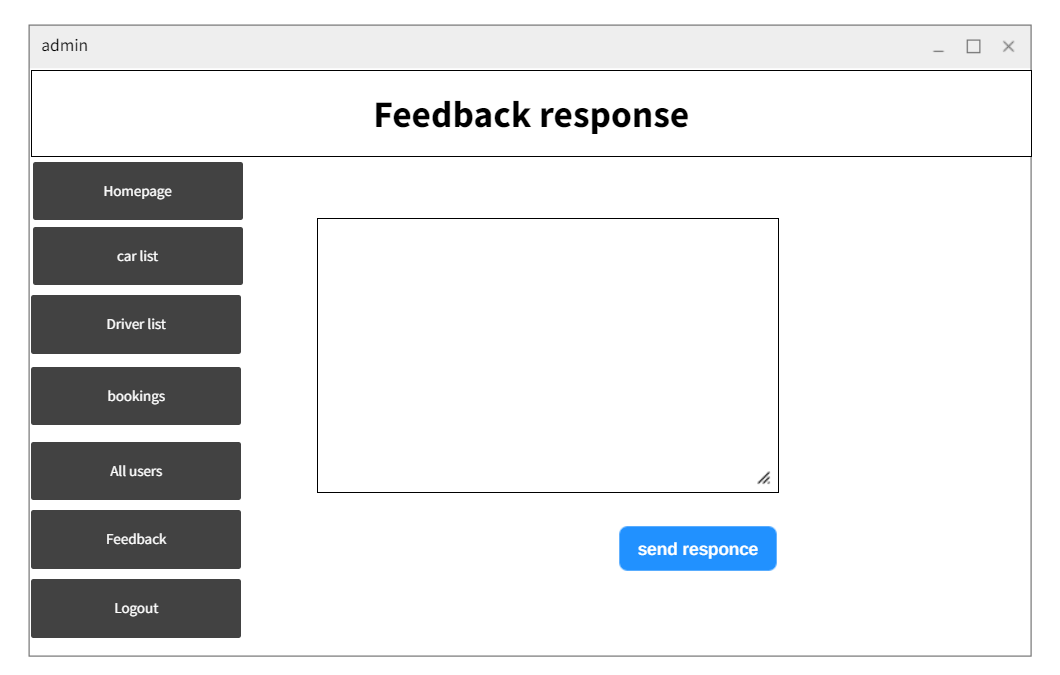 admin
Feedback response
Homepage
car list
Driver list
bookings
All users
Feedback
Logout
send responce